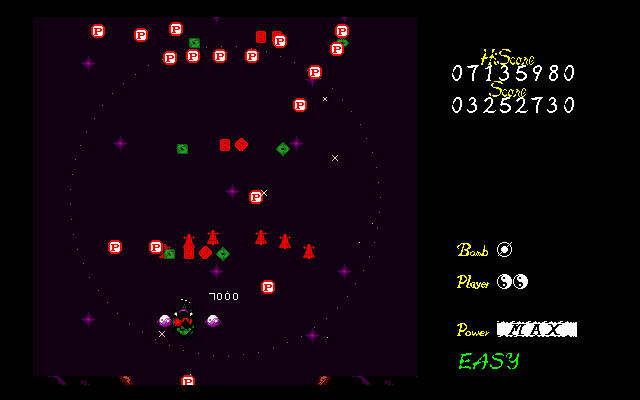 HiScore
07135980
Score
03252730
P P P P P
P P P P P
P
P
P
P P
P
7000
P
Bomb
Player
Power MAX
EASY